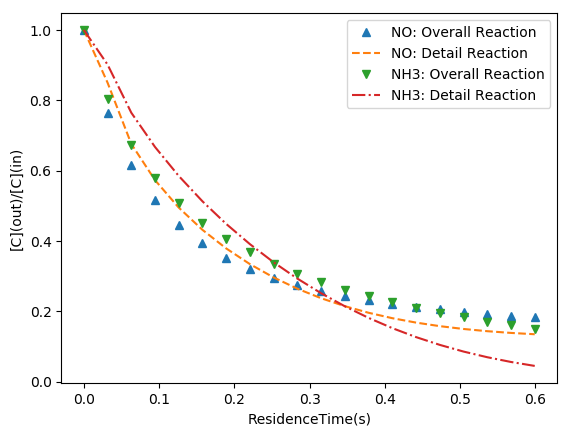 NO: Overall Reaction
NO: Detail Reaction
NH3: Overall Reaction
NH3: Detail Reaction
[C](out)/[C](in)
1.0
0.8
0.6
0.4
0.2
0.0
0.0 0.1 0.2 0.3 0.4 0.5 0.6
ResidenceTime(s)